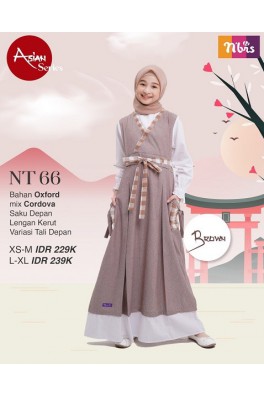 Asian
Series
Nbrs
NT 66
Bahan Oxford
mix Cordova
Saku Depan
Lengan Kerut
Variasi Tali Depan
XS-M IDR 229K
L-XL IDR 239K
Brown